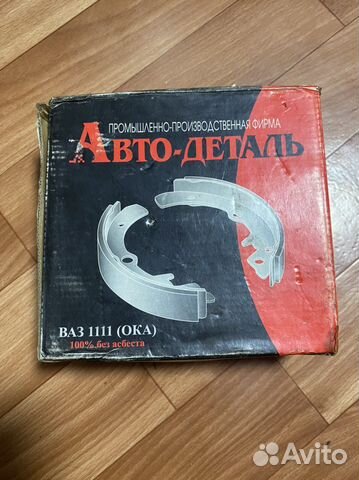 ПРОМЫШЛЕННО-ПРОИЗВОДСТВЕННАЯ ФИРМА
АВТО-ДЕТАЛЬ
ВАЗ 1111 (ОКА)
100% без асбеста
Avito